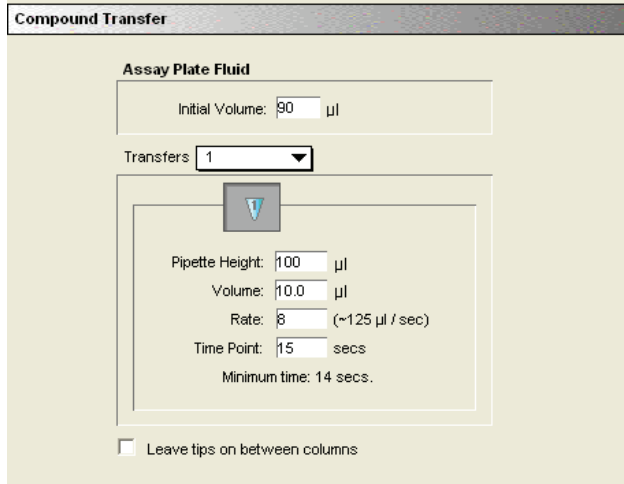 Compound Transfer
Assay Plate Fluid
Initial Volume: 90 µl
Transfers 1
1
Pipette Height: 100 µl
Volume: 10.0 µl
Rate: 8 (~125 µl / sec)
Time Point: 15 secs
Minimum time: 14 secs.
Leave tips on between columns